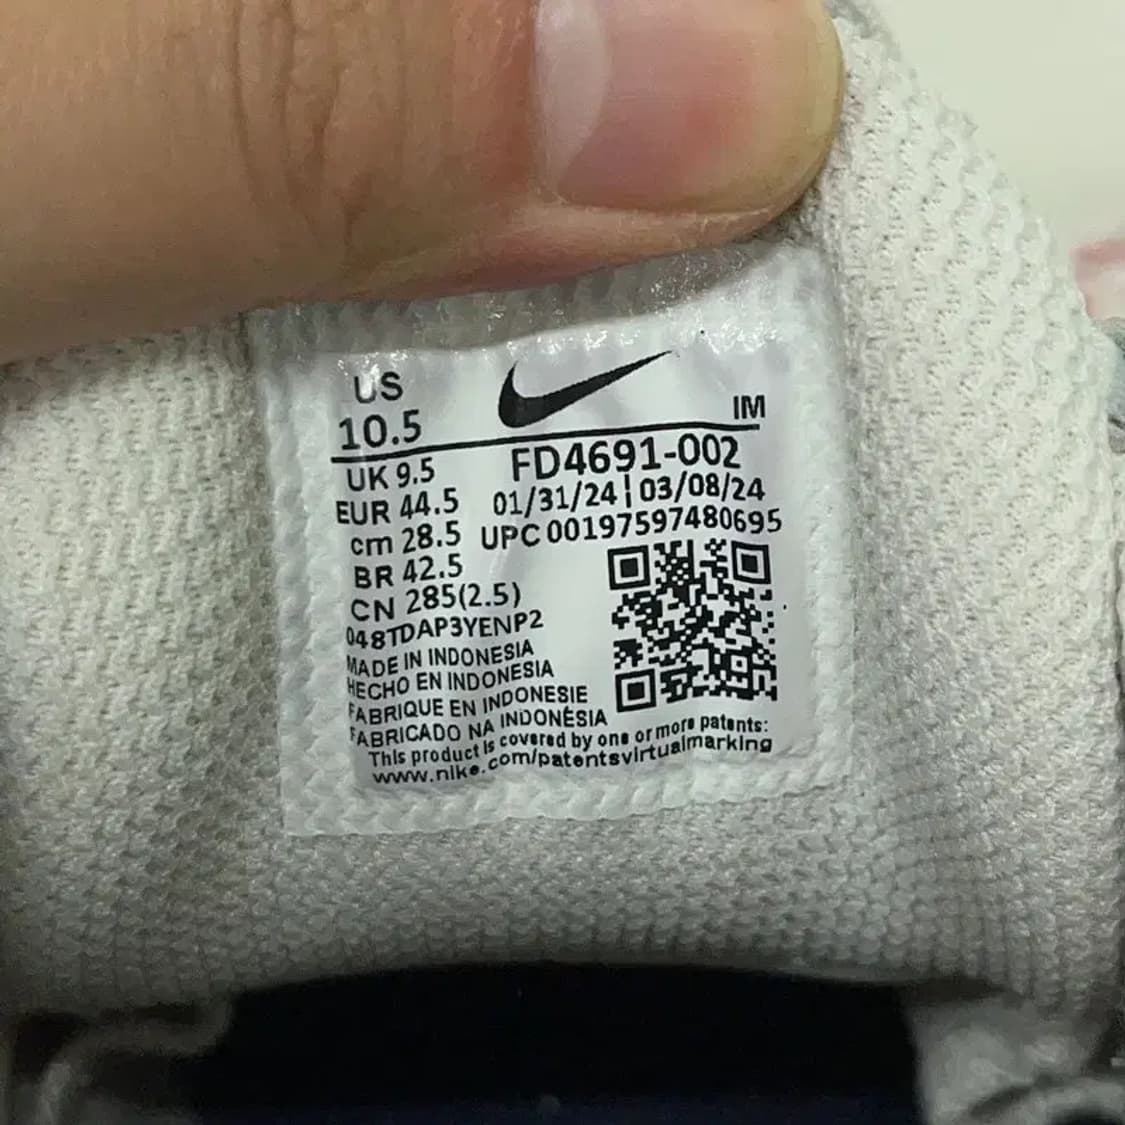 US
10.5
IM
UK 9.5
FD4691-002
EUR 44.5
01/31/24 | 03/08/24
cm 28.5
UPC 00197597480695
BR 42.5
CN 285(2.5)
048TDAP3YENP2
MADE IN INDONESIA
HECHO EN INDONESIA
FABRIQUE EN INDONESIE
FABRICADO NA INDONÉSIA
This product is covered by one or more patents:
www.nike.com/patentsvirtualmarking